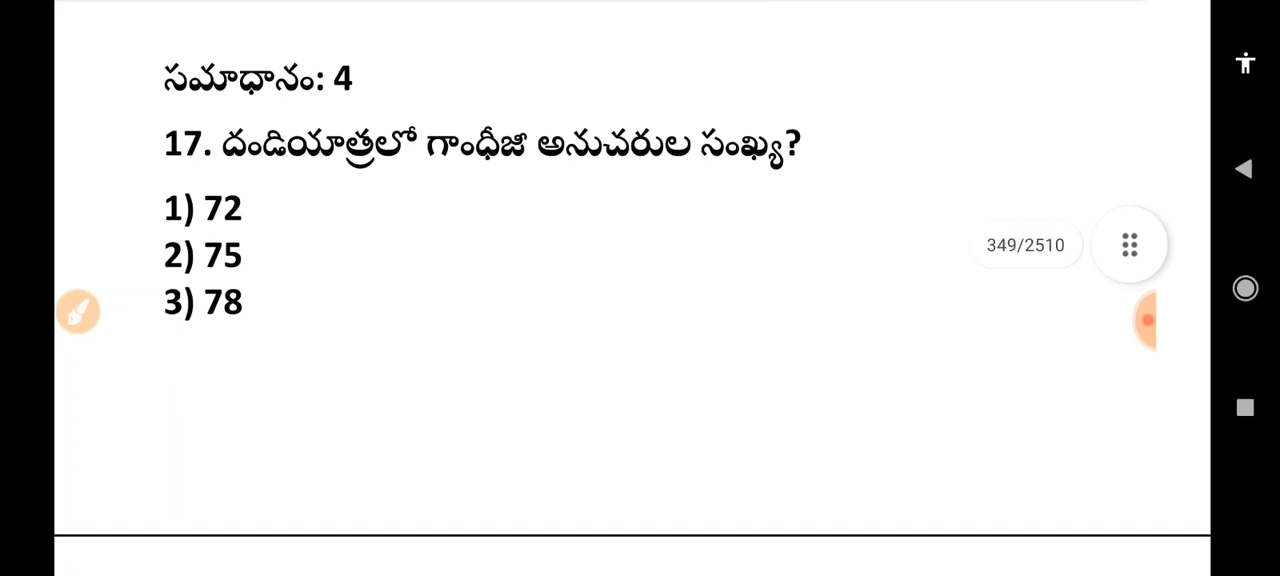 సమాధానం: 4
17. దండియాత్రలో గాంధీజీ అనుచరుల సంఖ్య?
1) 72
2) 75
349/2510
3) 78